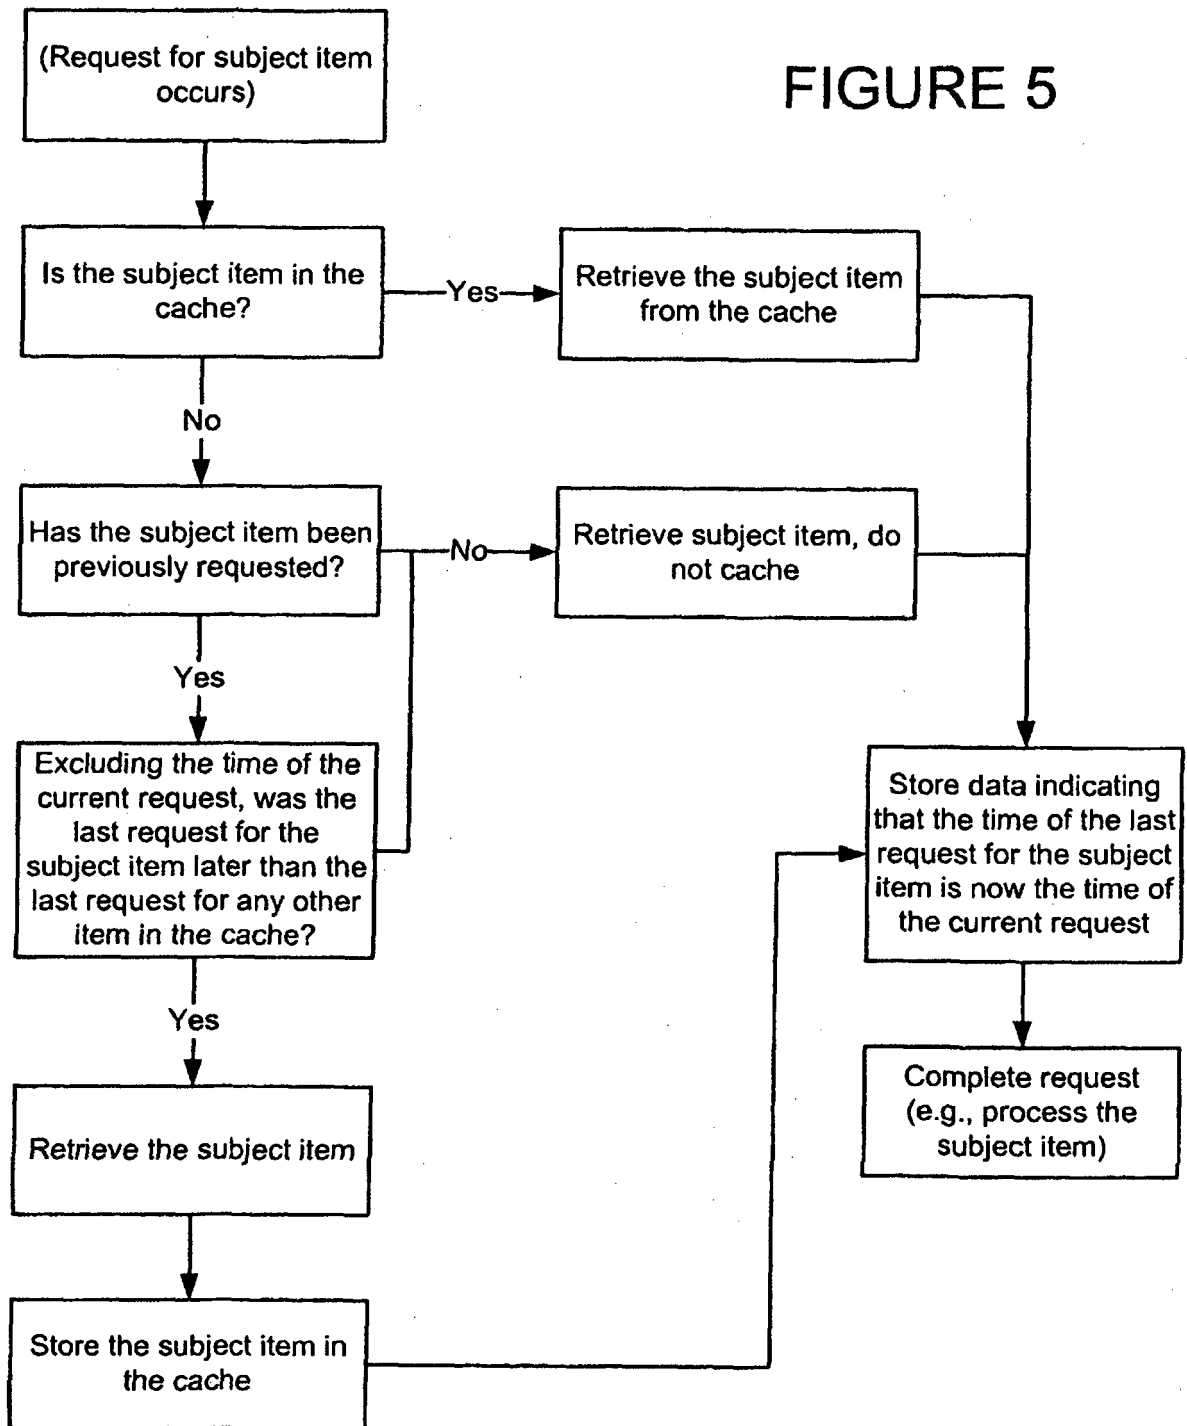 FIGURE 5
(Request for subject item
occurs)
Is the subject item in the
cache?
Yes
Retrieve the subject item
from the cache
No
Has the subject item been
previously requested?
No
Retrieve subject item, do
not cache
Yes
Excluding the time of the
current request, was the
last request for the
subject item later than the
last request for any other
item in the cache?
Store data indicating
that the time of the last
request for the subject
item is now the time of
the current request
Yes
Complete request
(e.g., process the
subject item)
Retrieve the subject item
Store the subject item in
the cache